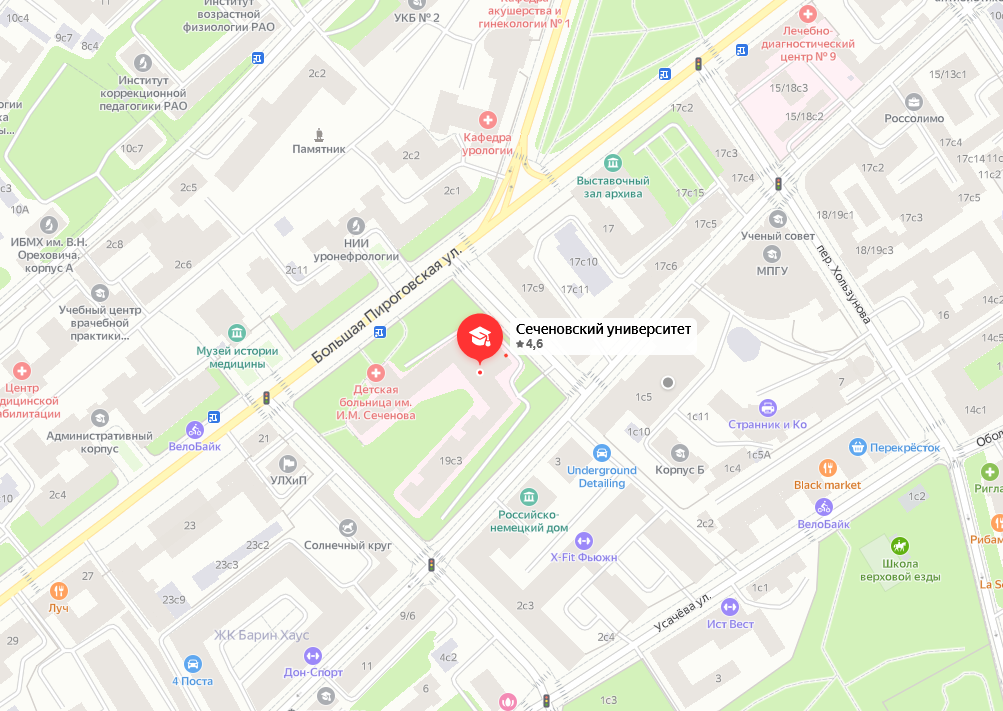 Институт
возрастной
физиологии РАО
УКБ № 2
Кафедра
акушерства и
гинекологии № 1
Лечебно-
диагностический
центр № 9
9с7
8с4
Институт
коррекционной
педагогики РАО
2с2
15/13с1
15/18с3
Россолимо
15/18с2
17с2
Памятник
Кафедра
урологии
10с7
2с2
17с3
17с14
11с2
17с2
17с4
Выставочный
зал архива
2с5
2с1
17с15
10А
18/19с1
17с3
17с5
17
Ученый совет
ИБМХ им. В.Н.
Ореховича,
корпус А
2с8
НИИ
уронефрологии
18/19с3
2с6
2с11
17с10
17с6
МПГУ
пер. Хользунова
Большая Пироговская ул.
17с9
17с11
14с2
Учебный центр
врачебной
практики...
16
Сеченовский университет
4,6
Музей истории
медицины
Центр
Детская
больница им.
И.М. Сеченова
1с5
7
1с11
14с1
Странник и Ко
1с10
Административный
корпус
ВелоБайк
21
Перекрёсток
19с3
3
Underground
Detailing
Корпус Б
1с4
1с5А
УЛХиП
Black market
Ригла
2с4
1с2
Российско-
немецкий дом
ВелоБайк
23
2с2
Солнечный круг
23с2
X-Fit Фьюжн
Школа
верховой езды
23с3
27
1с1
23с9
Луч
9/6
2с3
Усачёва ул.
Ист Вест
29
ЖК Барин Хаус
2с4
4с2
Дон-Спорт
11
4 Поста
6
3
1с3